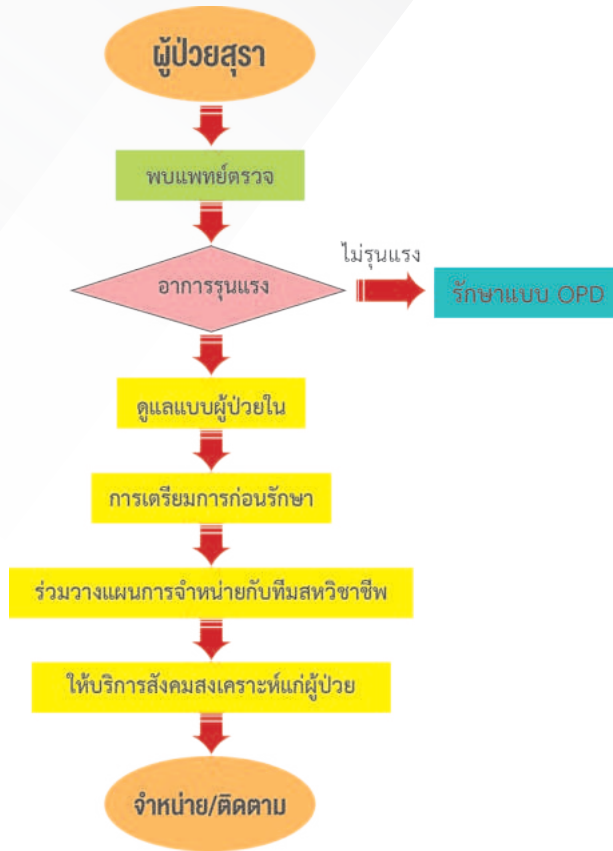 ผู้ป่วยสุรา
พบแพทย์ตรวจ
อาการรุนแรง
ไม่รุนแรง
รักษาแบบ OPD
ดูแลแบบผู้ป่วยใน
การเตรียมการก่อนรักษา
ร่วมวางแผนการจำหน่ายกับทีมสหวิชาชีพ
ให้บริการสังคมสงเคราะห์แก่ผู้ป่วย
จำหน่าย/ติดตาม